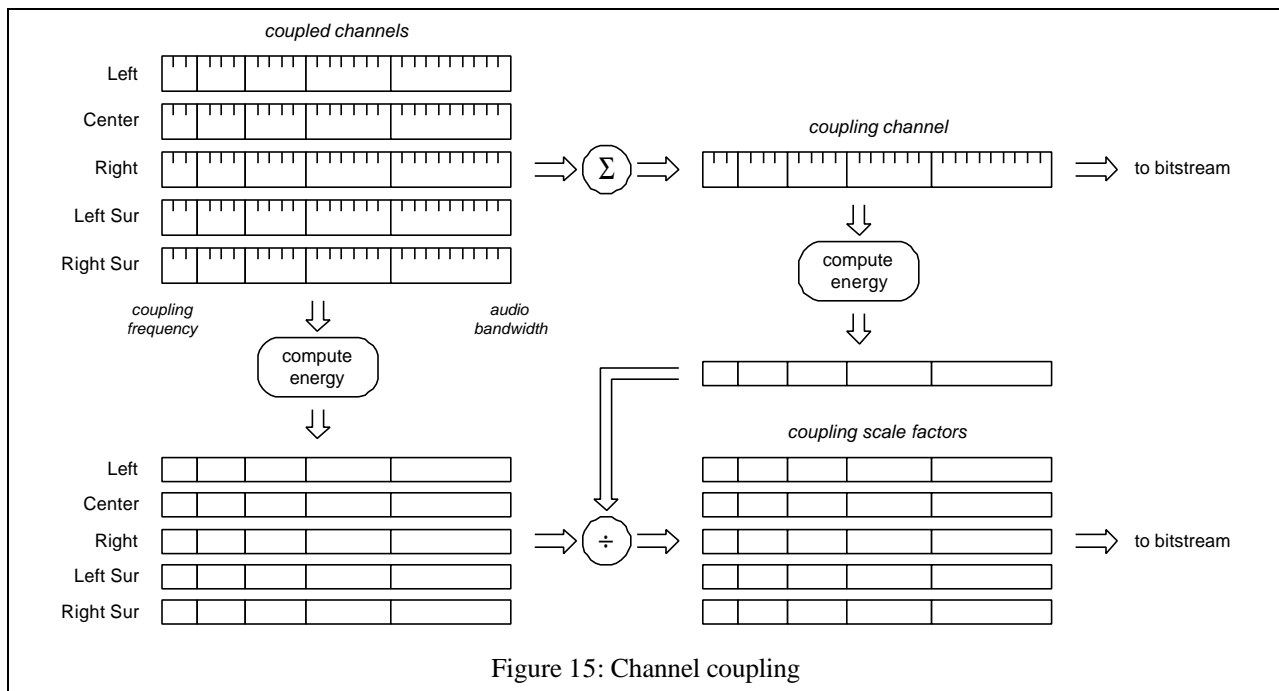 coupled channels
Left
Center
Right
Left Sur
Right Sur
Σ
coupling channel
to bitstream
coupling
frequency
audio
bandwidth
compute
energy
compute
energy
coupling scale factors
Left
Center
Right
Left Sur
Right Sur
÷
to bitstream
Figure 15: Channel coupling